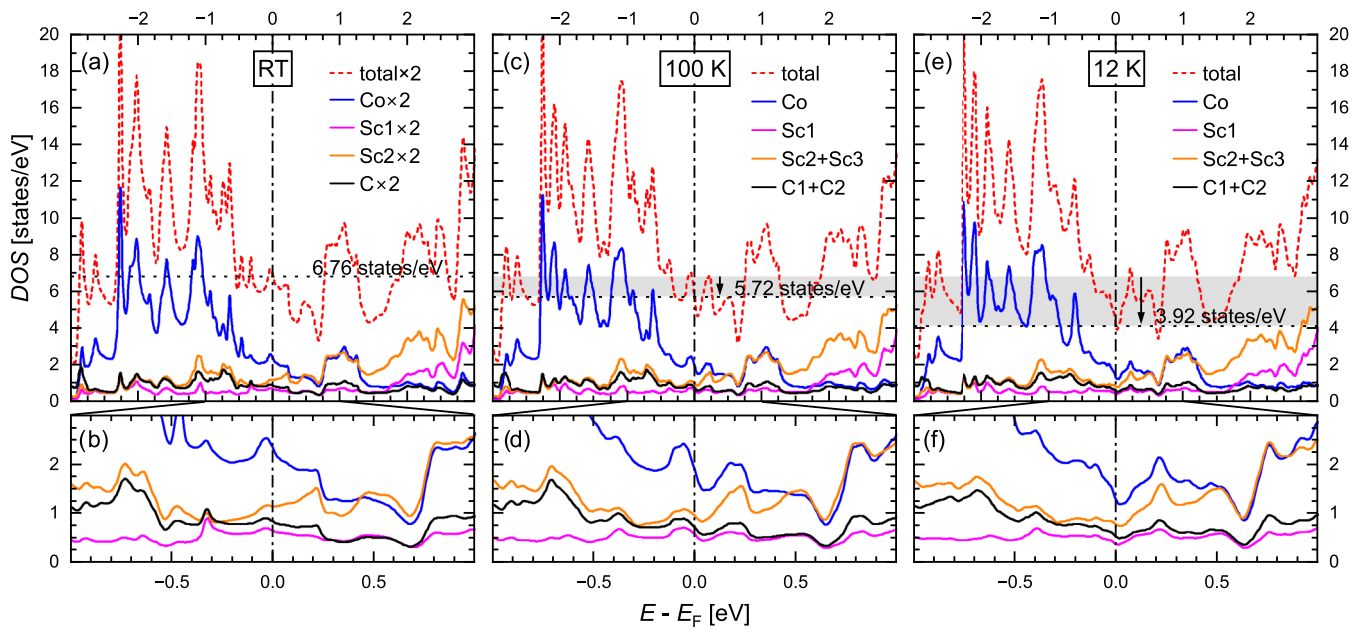 −2 −1 0 1 2
−2 −1 0 1 2
−2 −1 0 1 2
20
18
16
14
12
10
8
6
4
2
0
DOS [states/eV]
(a)
RT
total×2
Co×2
Sc1×2
Sc2×2
C×2
6.76 states/eV
(c)
100 K
total
Co
Sc1
Sc2+Sc3
C1+C2
5.72 states/eV
(e)
12 K
total
Co
Sc1
Sc2+Sc3
C1+C2
3.92 states/eV
20
18
16
14
12
10
8
6
4
2
0
2
1
0
(b)
(d)
(f)
2
1
0
−0.5 0.0 0.5
−0.5 0.0 0.5
−0.5 0.0 0.5
E - EF [eV]